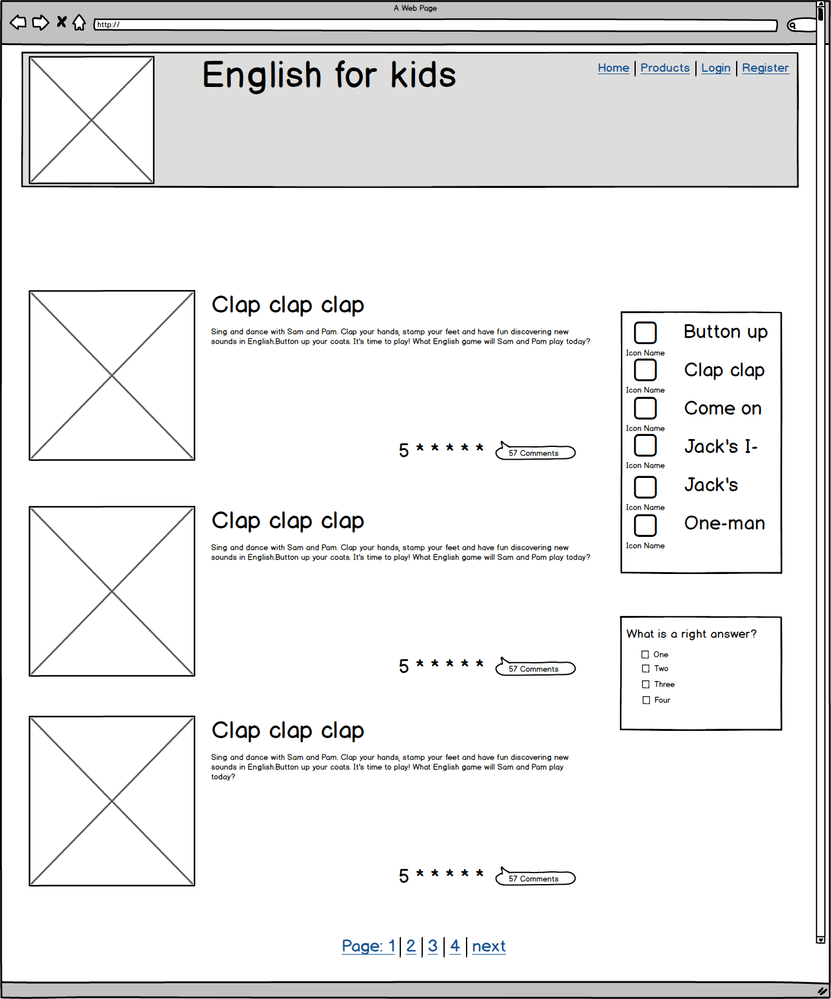 A Web Page
http://
English for kids
Home | Products | Login | Register
Clap clap clap
Sing and dance with Sam and Pam. Clap your hands, stamp your feet and have fun discovering new
sounds in English.Button up your coats. It's time to play! What English game will Sam and Pam play today?
5 * * * * *
57 Comments
Clap clap clap
Sing and dance with Sam and Pam. Clap your hands, stamp your feet and have fun discovering new
sounds in English.Button up your coats. It's time to play! What English game will Sam and Pam play today?
5 * * * * *
57 Comments
Clap clap clap
Sing and dance with Sam and Pam. Clap your hands, stamp your feet and have fun discovering new
sounds in English.Button up your coats. It's time to play! What English game will Sam and Pam play
today?
5 * * * * *
57 Comments
Button up
Icon Name
Clap clap
Icon Name
Come on
Icon Name
Jack's I-
Icon Name
Jack's
Icon Name
One-man
Icon Name
What is a right answer?
One
Two
Three
Four
Page: 1 | 2 | 3 | 4 | next